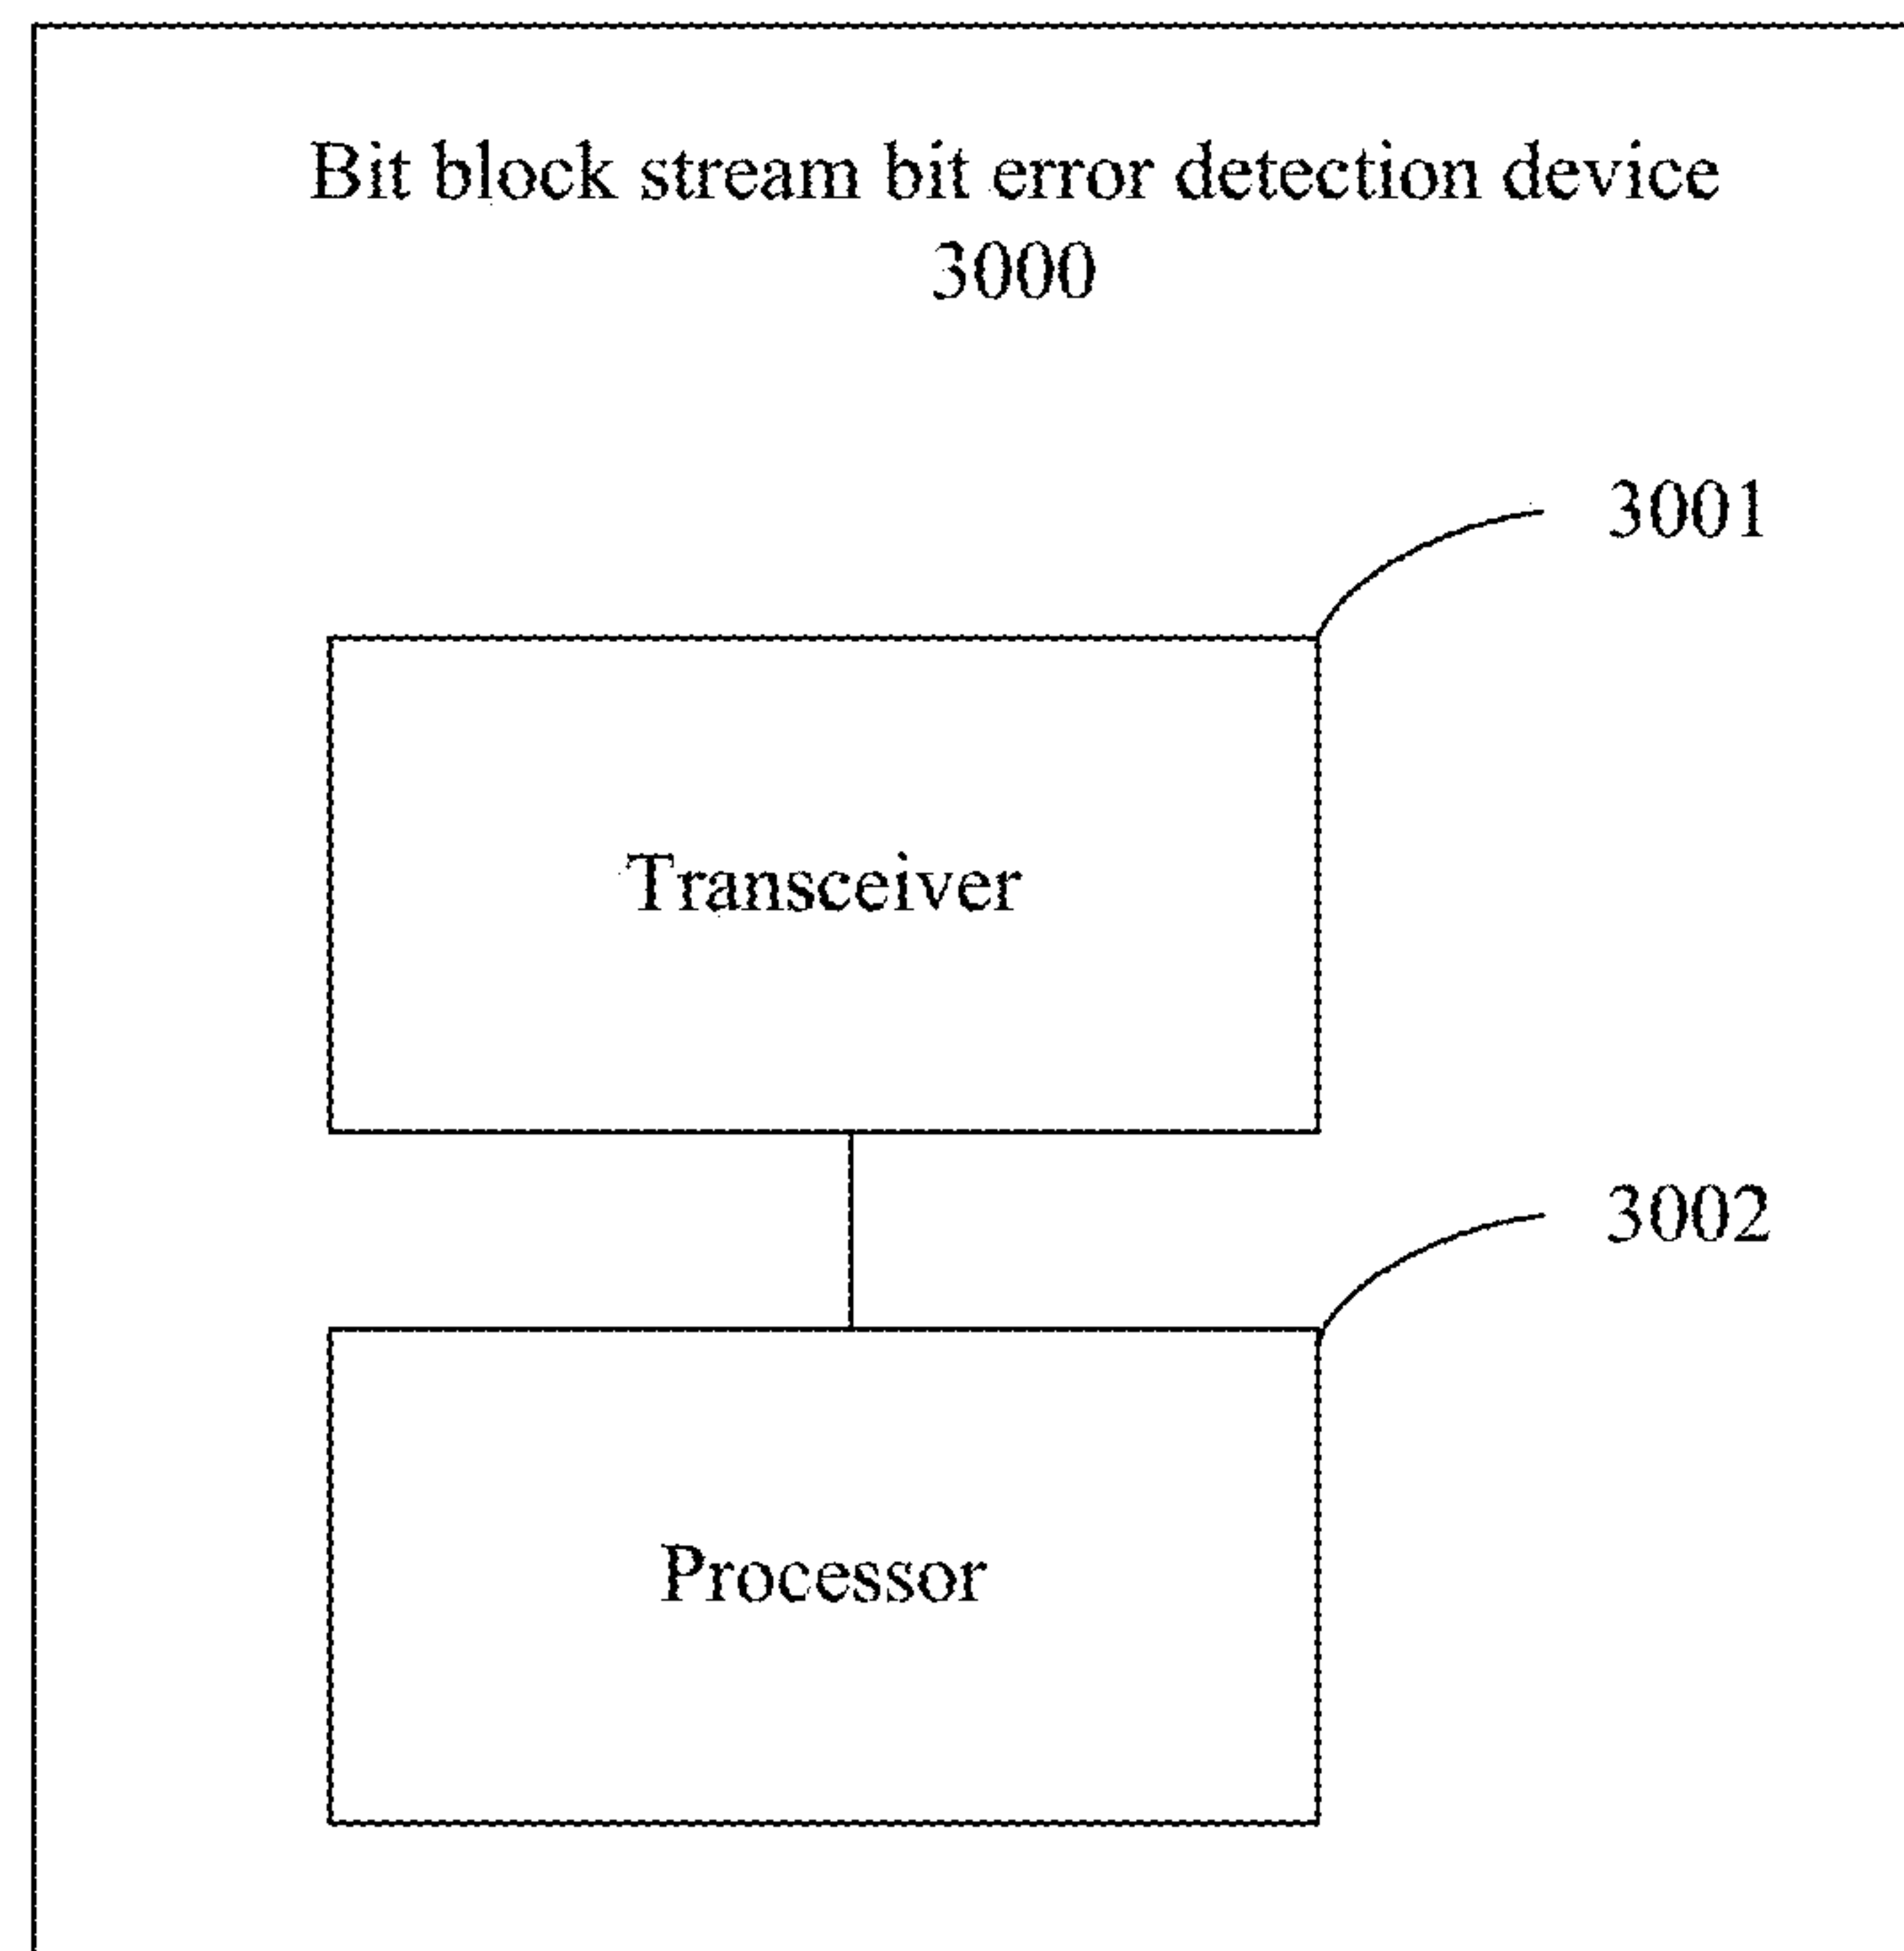 Bit block stream bit error detection device
3000
3001
Transceiver
3002
Processor